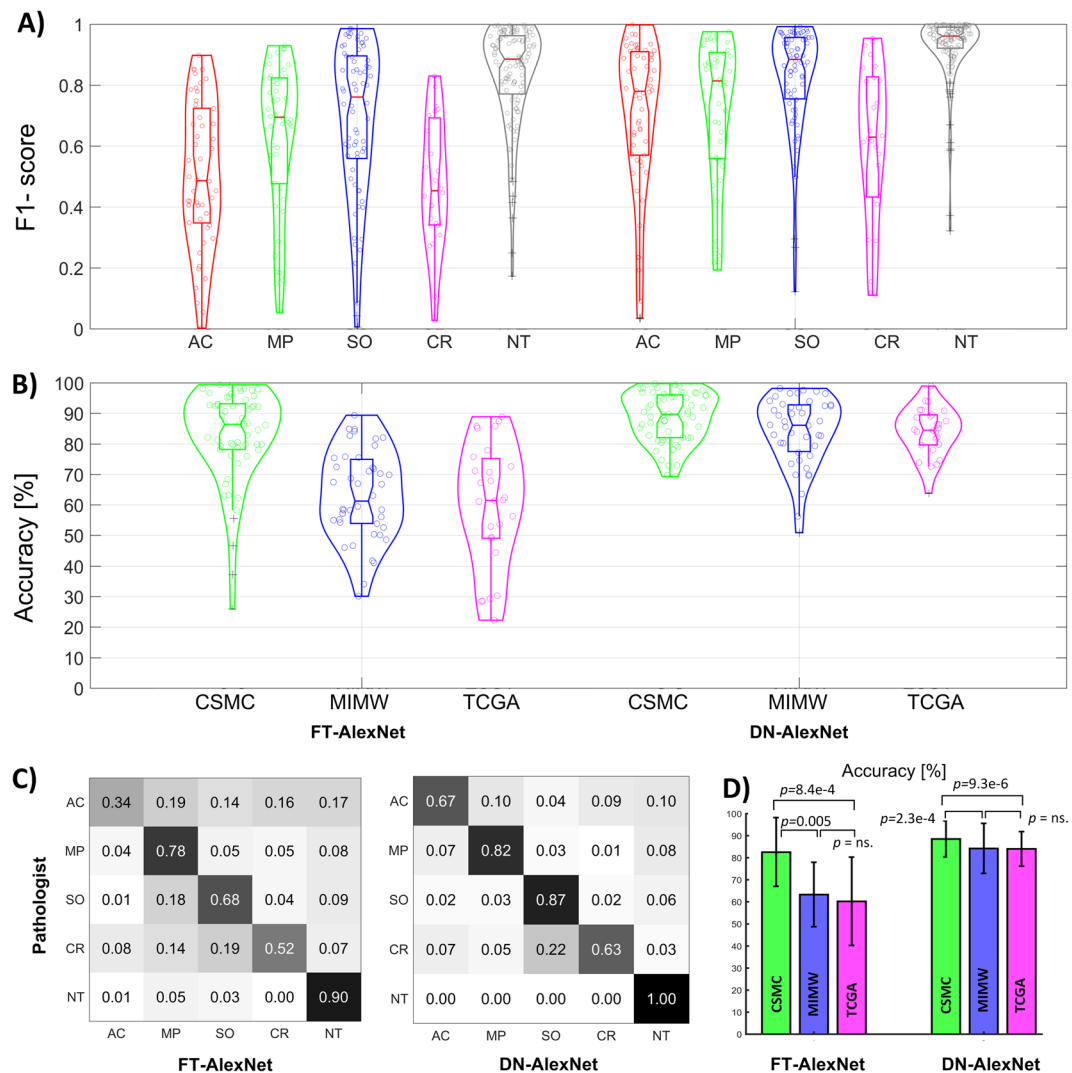 A)
F1- score
1
0.8
0.6
0.4
0.2
0
AC MP SO CR NT AC MP SO CR NT
B)
Accuracy [%]
100
90
80
70
60
50
40
30
20
10
0
CSMC MIMW TCGA CSMC MIMW TCGA
FT-AlexNet DN-AlexNet
C)
Pathologist
AC 0.34 0.19 0.14 0.16 0.17
MP 0.04 0.78 0.05 0.05 0.08
SO 0.01 0.18 0.68 0.04 0.09
CR 0.08 0.14 0.19 0.52 0.07
NT 0.01 0.05 0.03 0.00 0.90
AC MP SO CR NT
FT-AlexNet
AC 0.67 0.10 0.04 0.09 0.10
MP 0.07 0.82 0.03 0.01 0.08
SO 0.02 0.03 0.87 0.02 0.06
CR 0.07 0.05 0.22 0.63 0.03
NT 0.00 0.00 0.00 0.00 1.00
AC MP SO CR NT
DN-AlexNet
D)
Accuracy [%]
p=8.4e-4
p=0.005
p = ns.
p=9.3e-6
p=2.3e-4
p = ns.
100
90
80
70
60
50
40
30
20
10
0
CSMC MIMW TCGA CSMC MIMW TCGA
FT-AlexNet DN-AlexNet